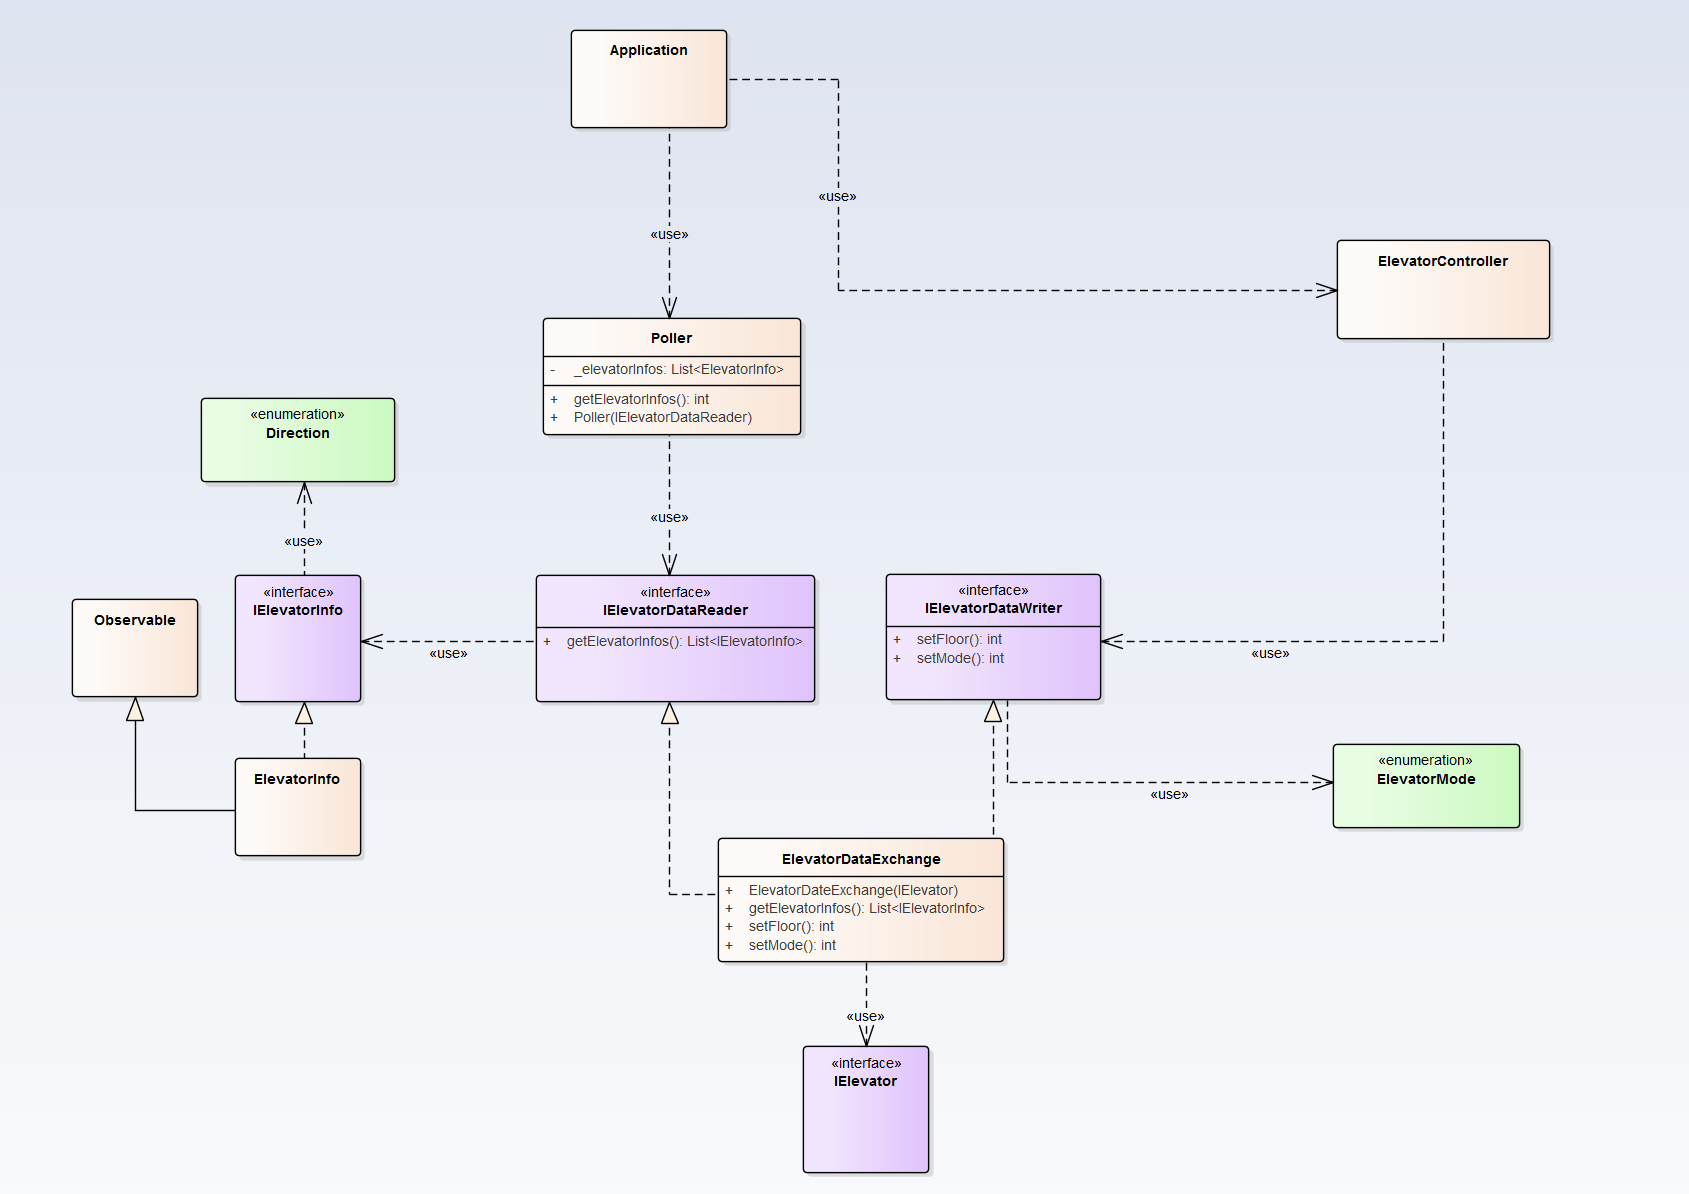 Application
«use»
«use»
ElevatorController
Poller
- _elevatorInfos: List<ElevatorInfo>
+ getElevatorInfos(): int
+ Poller(IElevatorDataReader)
«enumeration»
Direction
«use»
«use»
Observable
«interface»
IElevatorInfo
«use»
«interface»
IElevatorDataReader
+ getElevatorInfos(): List<IElevatorInfo>
«interface»
IElevatorDataWriter
+ setFloor(): int
+ setMode(): int
«use»
ElevatorInfo
«enumeration»
ElevatorMode
«use»
ElevatorDataExchange
+ ElevatorDateExchange(IElevator)
+ getElevatorInfos(): List<IElevatorInfo>
+ setFloor(): int
+ setMode(): int
«use»
«interface»
IElevator